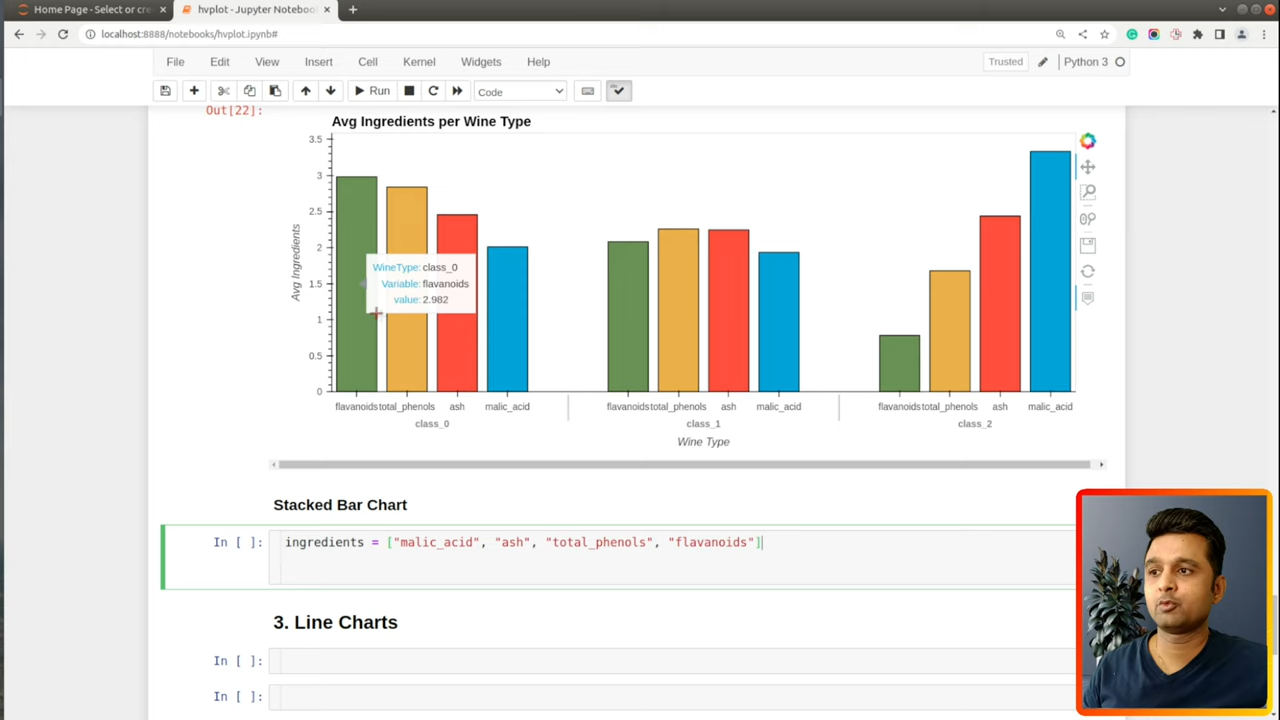 Home Page - Select or cre
hvplot - Jupyter Noteboo
localhost:8888/notebooks/hvplot.ipynb#
File Edit View Insert Cell Kernel Widgets Help
Trusted
Python 3
Run
Code
Out[22]:
Avg Ingredients per Wine Type
3.5
3
2.5
2
1.5
1
0.5
0
Avg Ingredients
WineType: class_0
Variable: flavanoids
value: 2.982
flavanoids total_phenols ash malic_acid flavanoids total_phenols ash malic_acid flavanoids total_phenols ash malic_acid
class_0 class_1 class_2
Wine Type
Stacked Bar Chart
In [ ]: ingredients = ["malic_acid", "ash", "total_phenols", "flavanoids"]
3. Line Charts
In [ ]:
In [ ]: